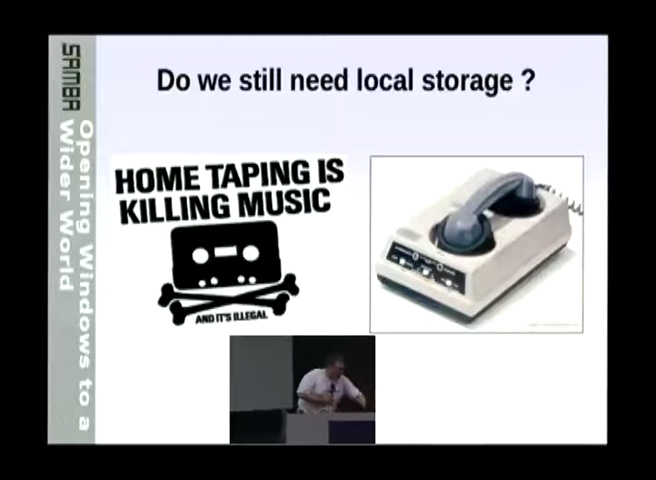 Do we still need local storage ?
SAMBA
Opening Windows to a
Wider World
HOME TAPING IS
KILLING MUSIC
AND IT'S ILLEGAL